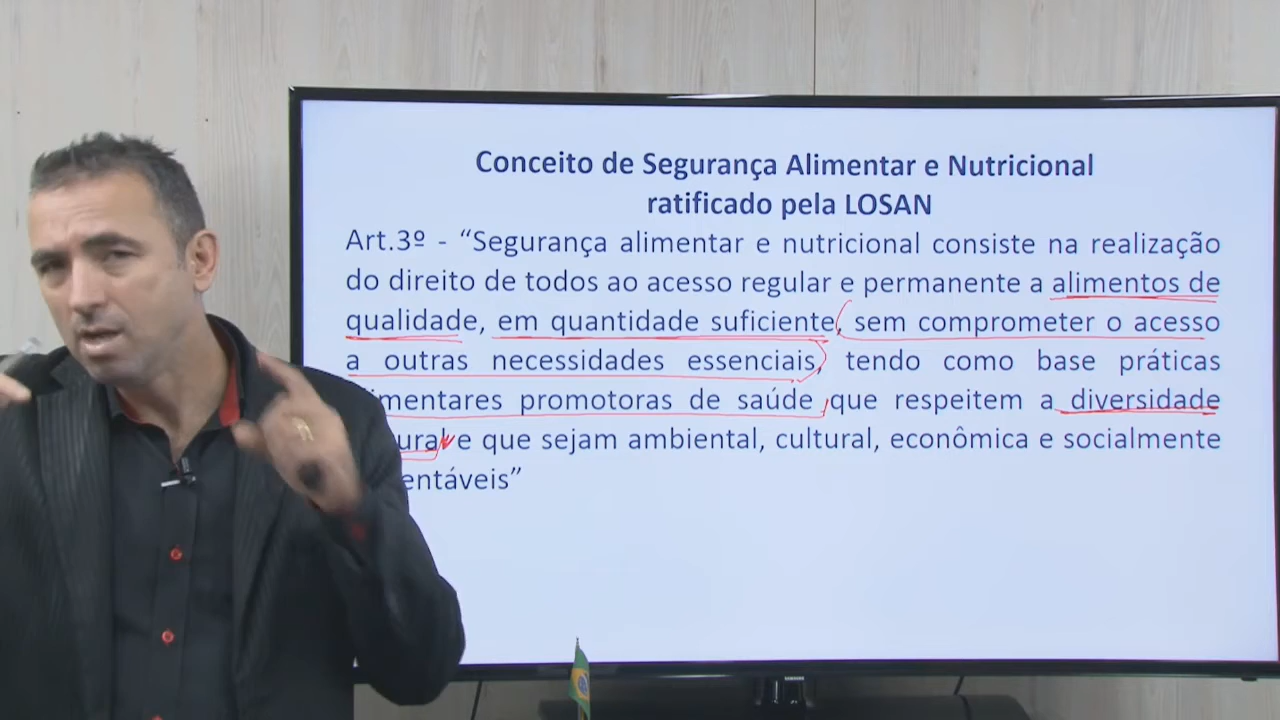 Conceito de Segurança Alimentar e Nutricional
ratificado pela LOSAN
Art.3º - “Segurança alimentar e nutricional consiste na realização
do direito de todos ao acesso regular e permanente a alimentos de
qualidade, em quantidade suficiente, sem comprometer o acesso
a outras necessidades essenciais, tendo como base práticas
promotoras de saúde, que respeitem a diversidade
e que sejam ambiental, cultural, econômica e socialmente
SAMSUNG